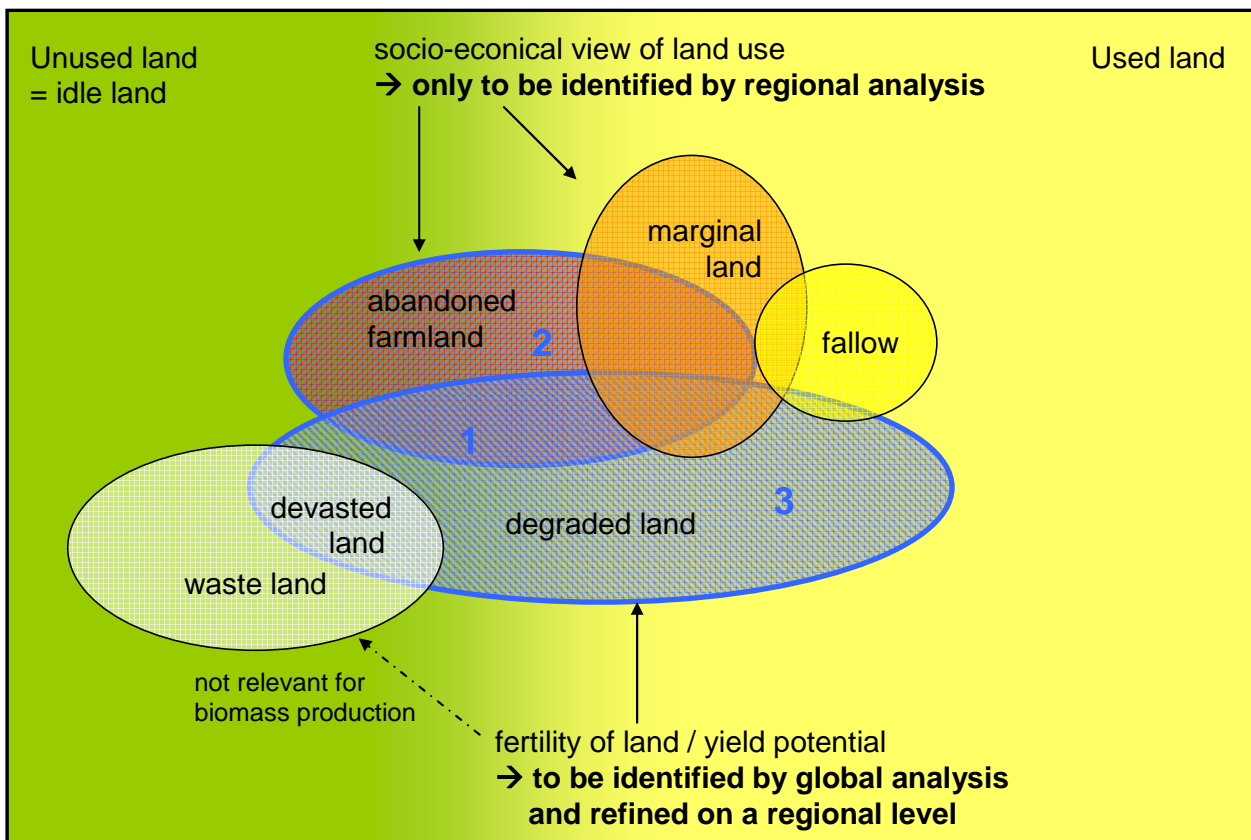 Unused land
= idle land
socio-econical view of land use
→ only to be identified by regional analysis
Used land
marginal
land
abandoned
farmland
2
fallow
1
devasted
land
degraded land
3
waste land
not relevant for
biomass production
fertility of land / yield potential
→ to be identified by global analysis
and refined on a regional level